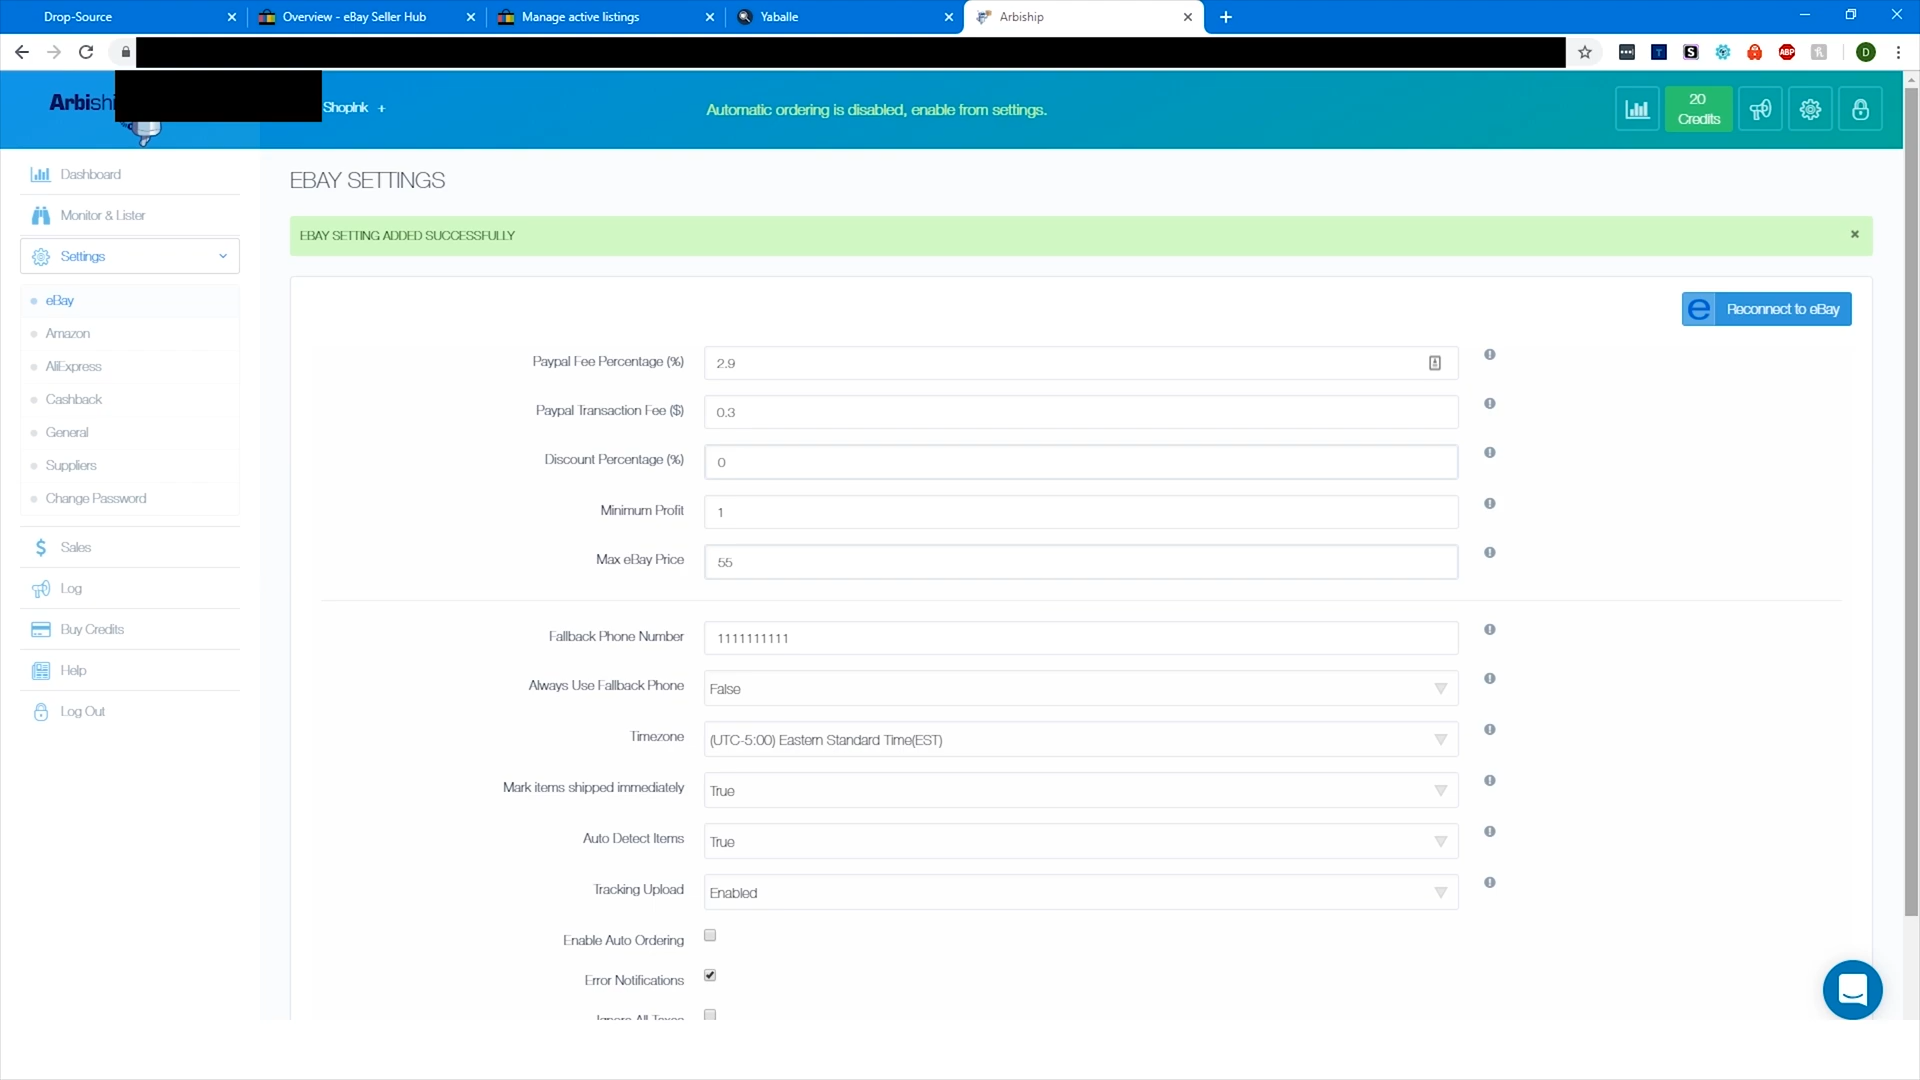 Drop-Source
Overview - eBay Seller Hub
Manage active listings
Yaballe
Arbiship
ABP
D
Arbishi
Shoplnk +
Automatic ordering is disabled, enable from settings.
20
Credits
Dashboard
Monitor & Lister
Settings
eBay
Amazon
AliExpress
Cashback
General
Suppliers
Change Password
Sales
Log
Buy Credits
Help
Log Out
EBAY SETTINGS
EBAY SETTING ADDED SUCCESSFULLY
Reconnect to eBay
Paypal Fee Percentage (%) 2.9
Paypal Transaction Fee ($) 0.3
Discount Percentage (%) 0
Minimum Profit 1
Max eBay Price 55
Fallback Phone Number 1111111111
Always Use Fallback Phone False
Timezone (UTC-5:00) Eastern Standard Time(EST)
Mark items shipped immediately True
Auto Detect Items True
Tracking Upload Enabled
Enable Auto Ordering
Error Notifications
Ignore All Taxes